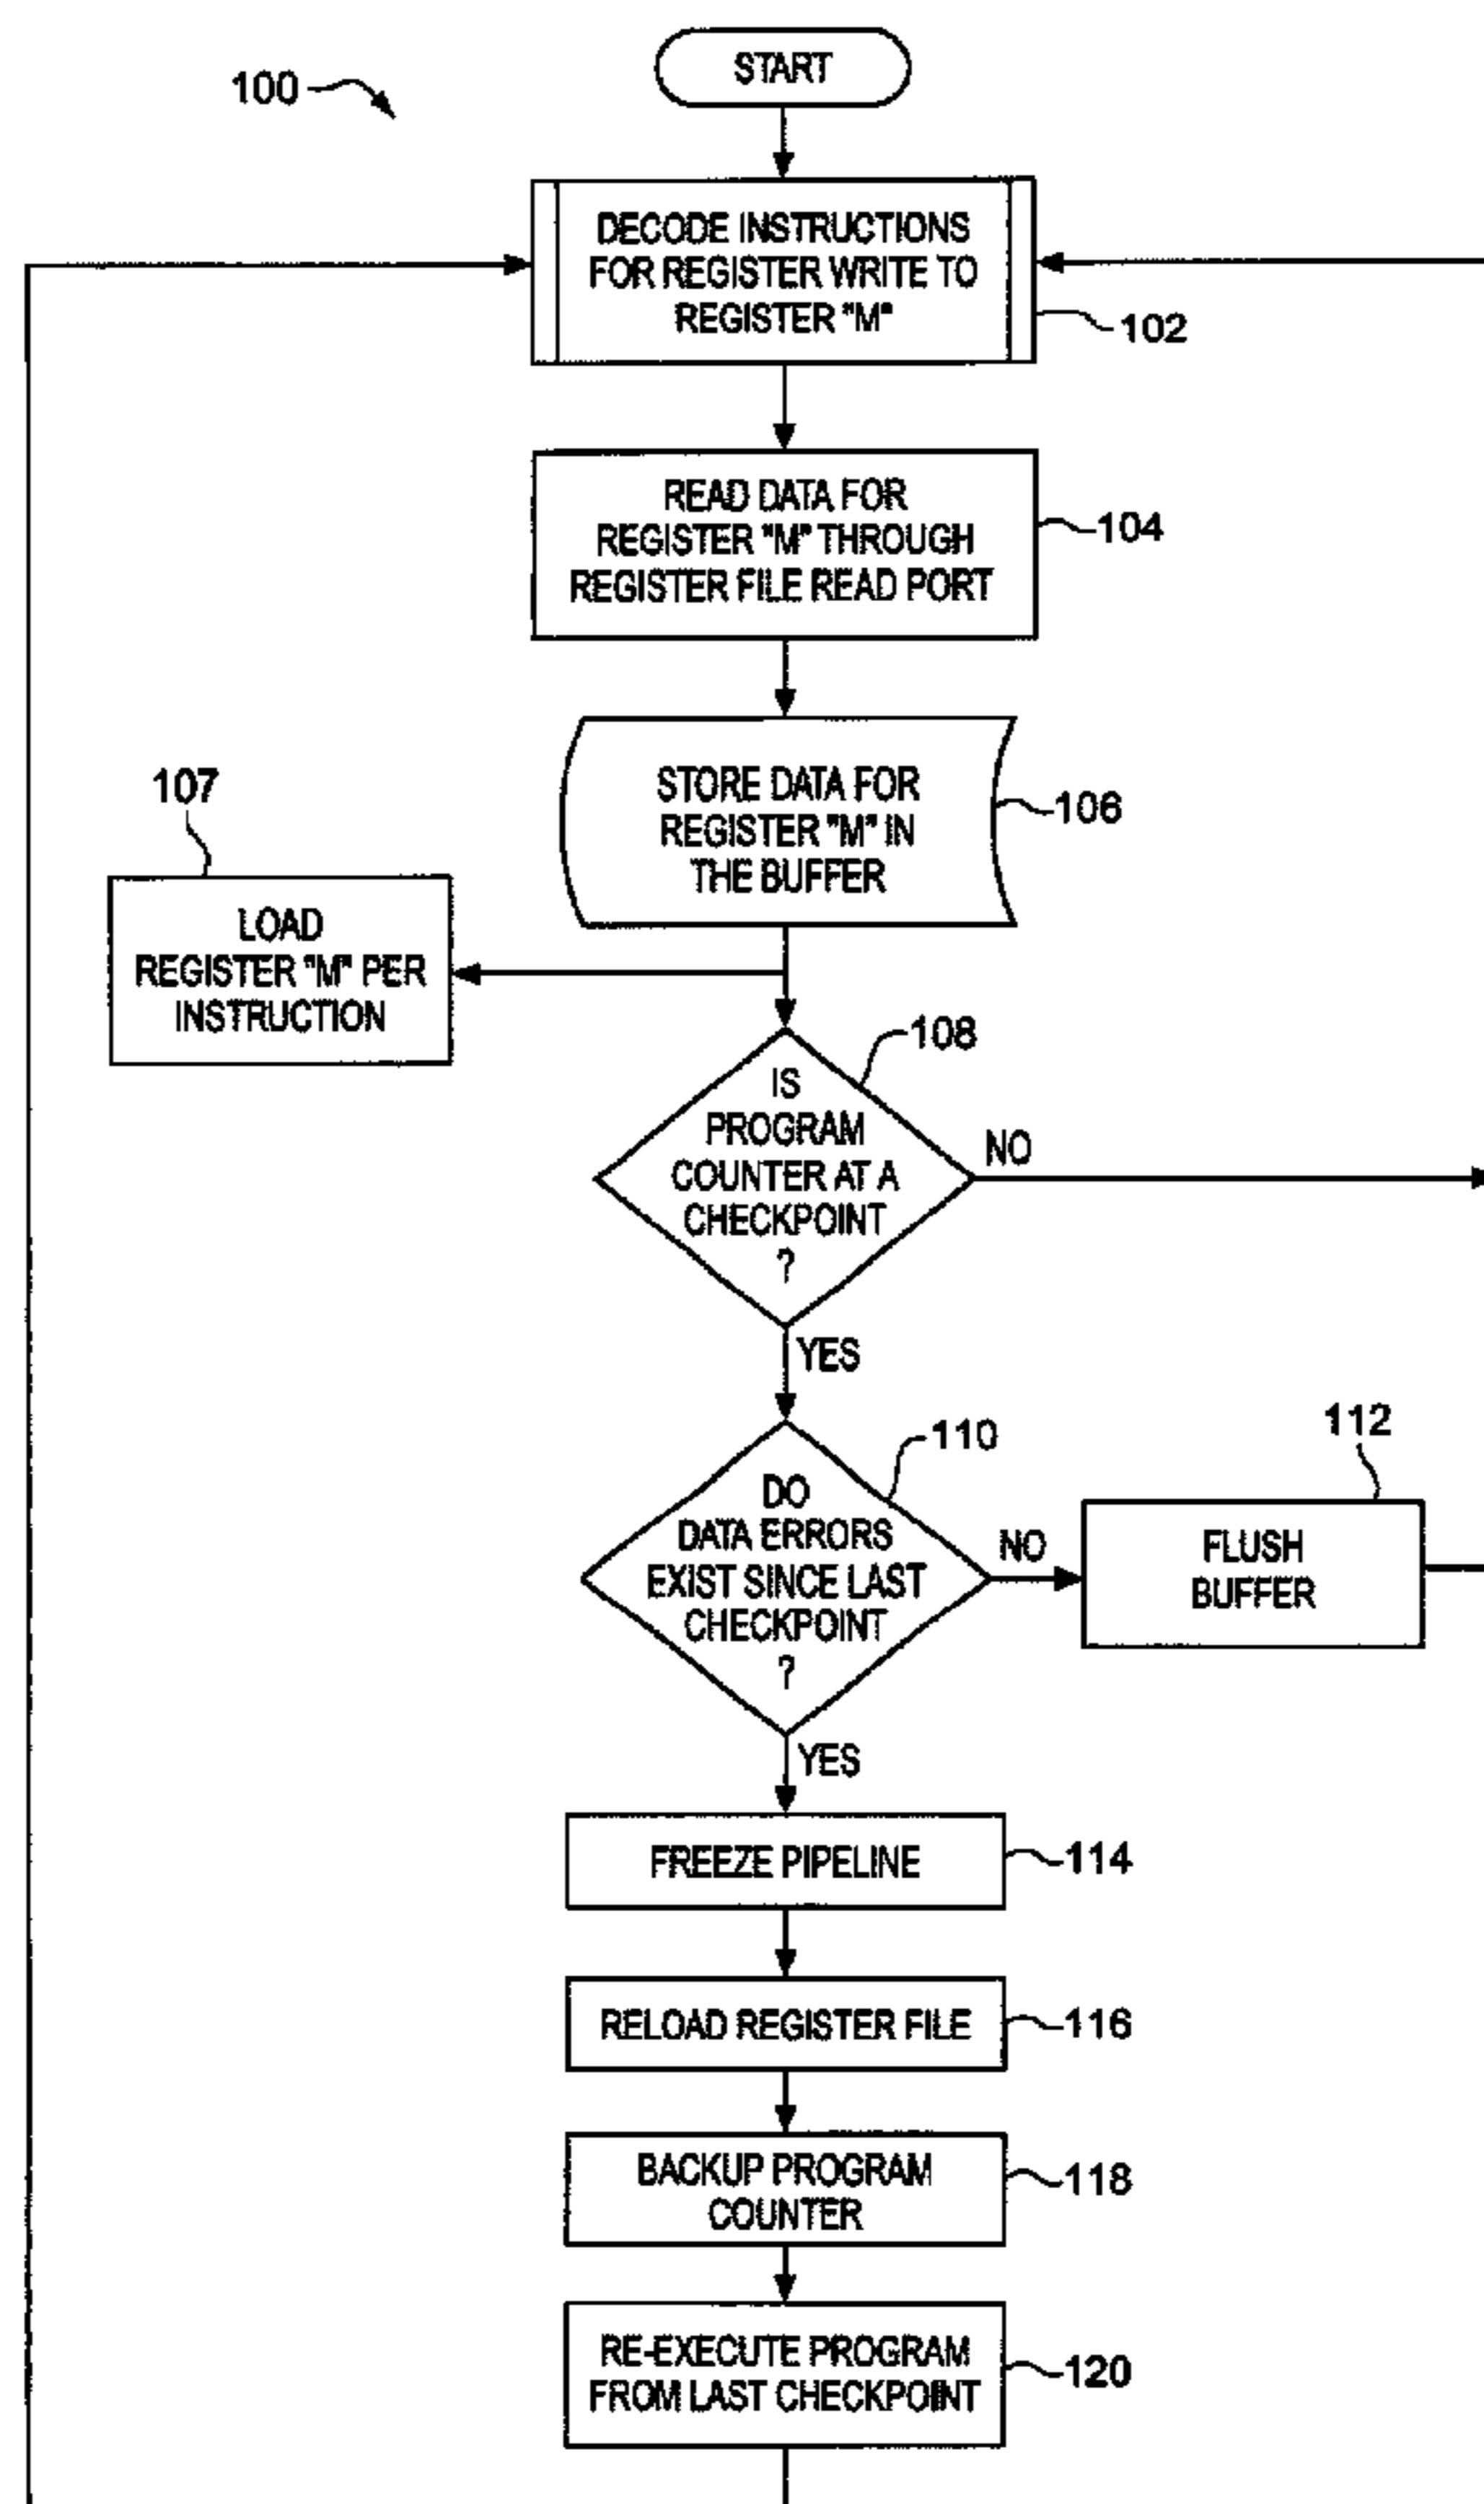 START
100
DECODE INSTRUCTIONS
FOR REGISTER WRITE TO
REGISTER "M"
102
READ DATA FOR
REGISTER "M" THROUGH
REGISTER FILE READ PORT
104
STORE DATA FOR
REGISTER "M" IN
THE BUFFER
106
107
LOAD
REGISTER "M" PER
INSTRUCTION
108
IS
PROGRAM
COUNTER AT A
CHECKPOINT
?
NO
YES
110
DO
DATA ERRORS
EXIST SINCE LAST
CHECKPOINT
?
NO
112
FLUSH
BUFFER
YES
FREEZE PIPELINE
114
RELOAD REGISTER FILE
116
BACKUP PROGRAM
COUNTER
118
RE-EXECUTE PROGRAM
FROM LAST CHECKPOINT
120